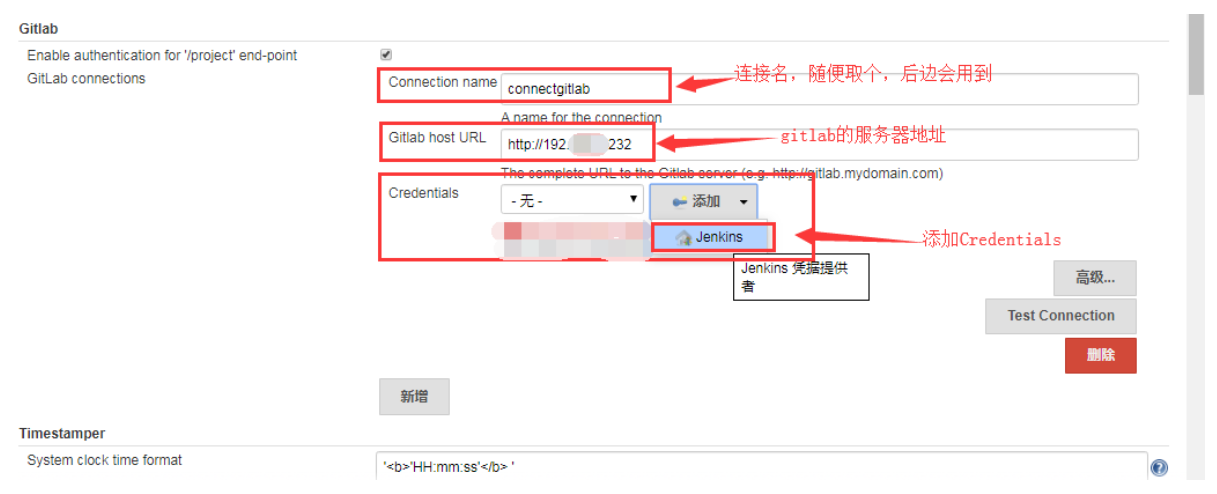 Gitlab
Enable authentication for '/project' end-point
GitLab connections
Connection name
connectgitlab
连接名，随便取个，后边会用到
A name for the connection
Gitlab host URL
http://192. 232
gitlab的服务器地址
The complete URL to the Gitlab server (e.g. http://gitlab.mydomain.com)
Credentials
- 无 -
添加
Jenkins
添加Credentials
Jenkins 凭据提供
者
高级...
Test Connection
删除
新增
Timestamper
System clock time format
'<b>'HH:mm:ss'</b> '